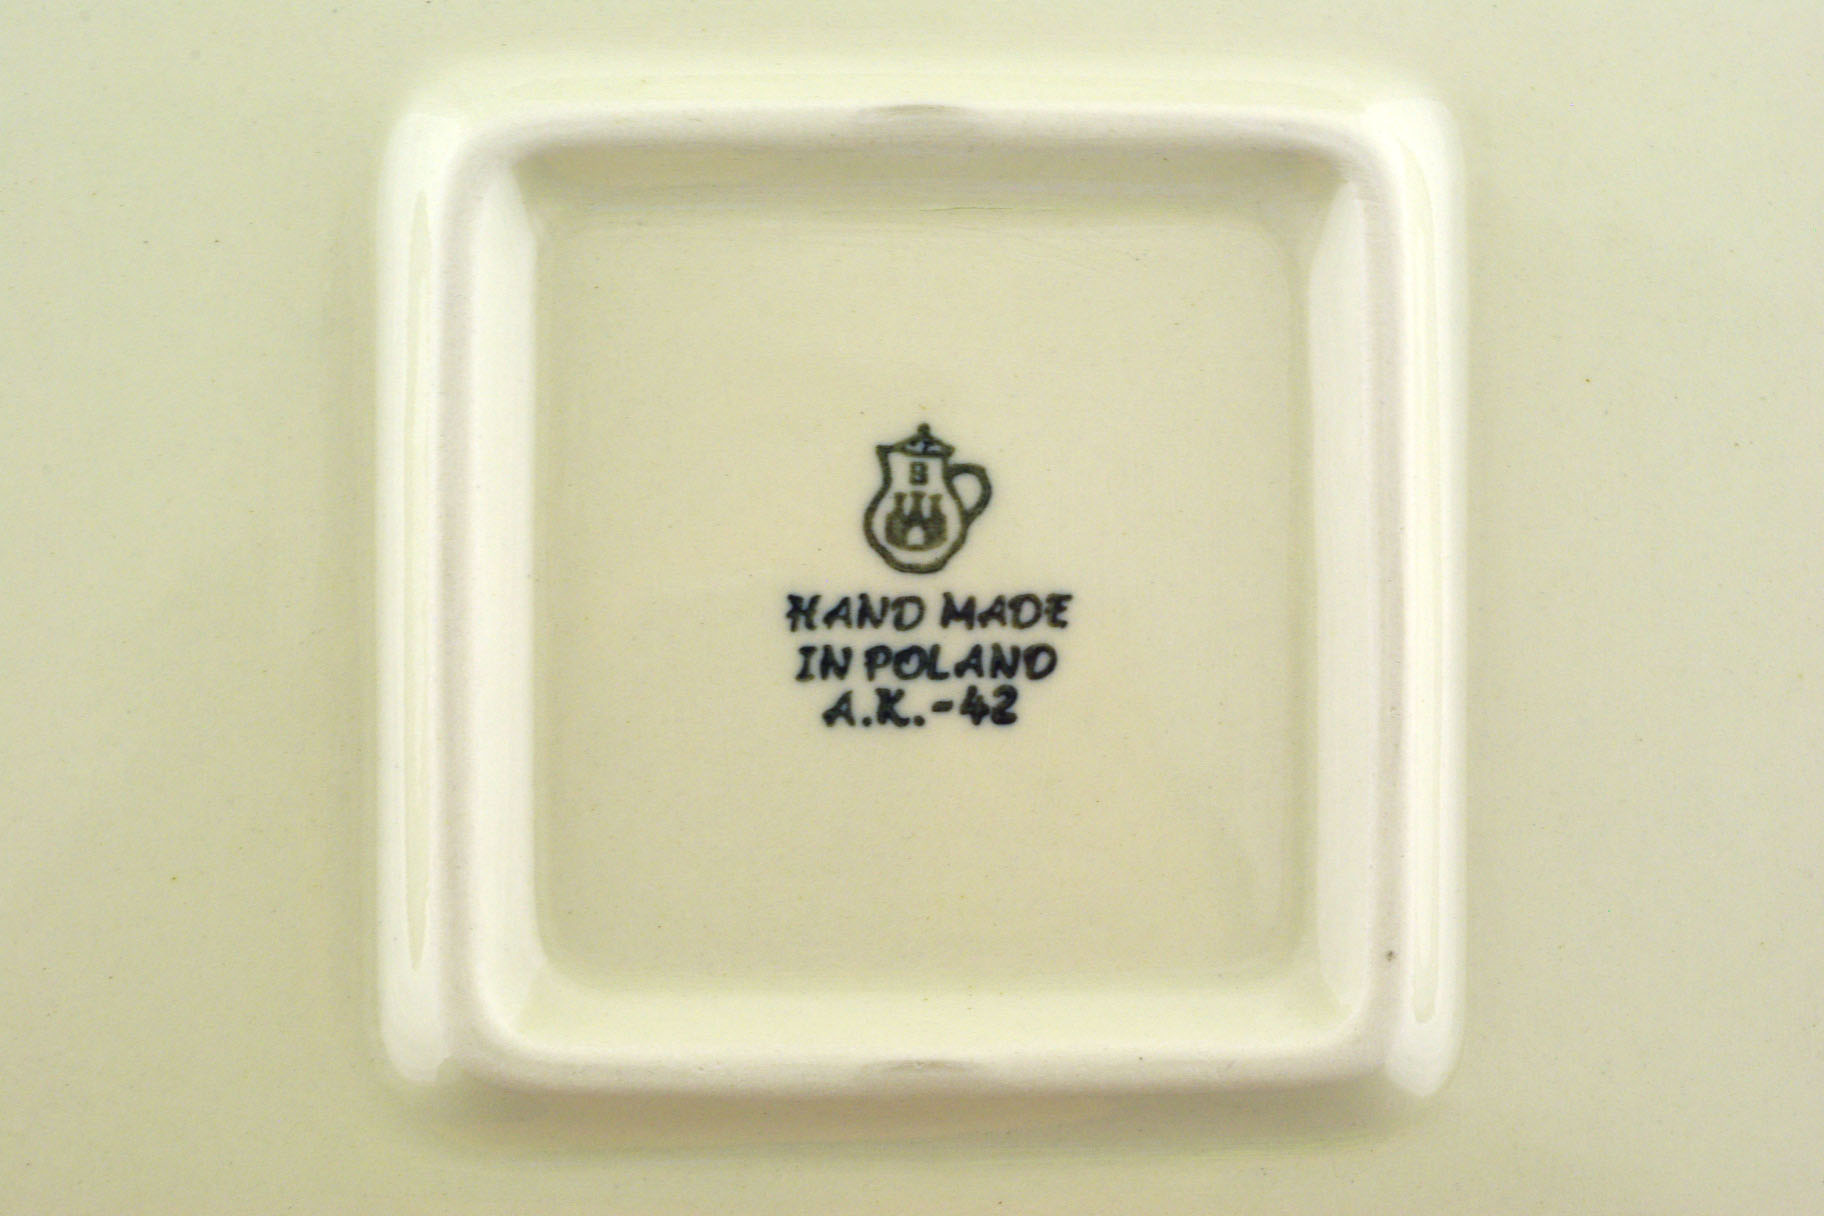 B
HAND MADE
IN POLAND
A.K.-42